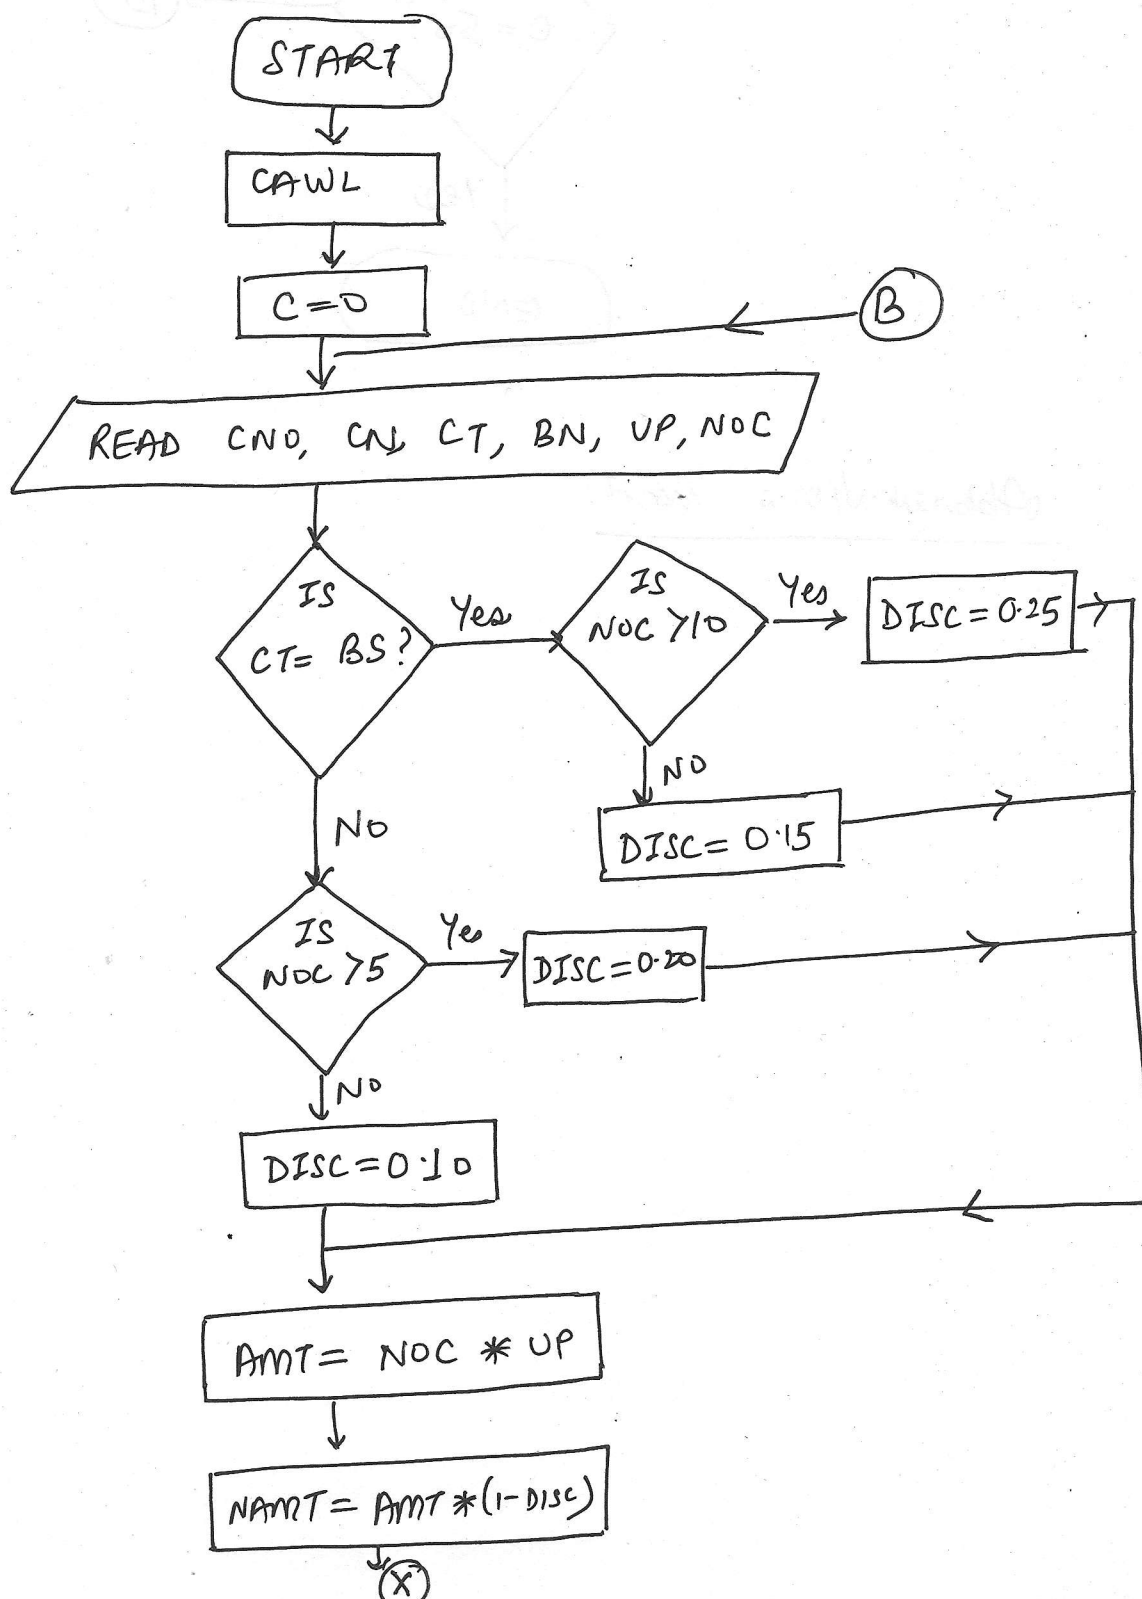 START
CAWL
C=0
B
READ CNO, CN, CT, BN, UP, NOC
IS
CT= BS?
Yes
IS
NOC >10
Yes
DISC=0.25
NO
DISC= 0.15
NO
IS
NOC >5
Yes
DISC=0.20
NO
DISC=0.10
AMT= NOC * UP
NAMT= AMT*(1-DISC)
X